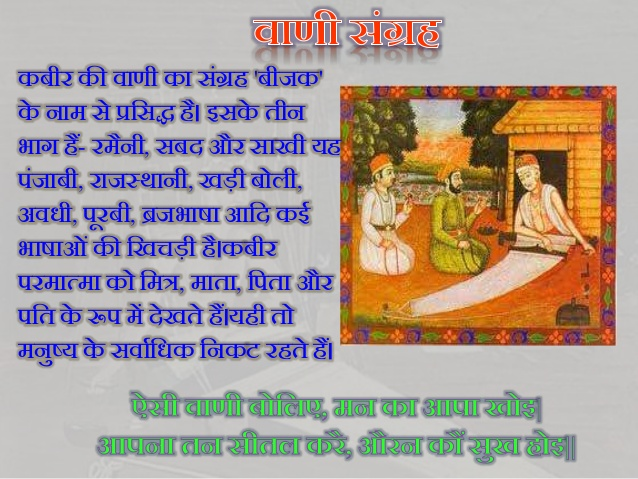 वाणी संग्रह
कबीर की वाणी का संग्रह 'बीजक'
के नाम से प्रसिद्ध है। इसके तीन
भाग हैं- रमैनी, सबद और साखी यह
पंजाबी, राजस्थानी, खड़ी बोली,
अवधी, पूरबी, ब्रजभाषा आदि कई
भाषाओं की खिचड़ी है।कबीर
परमात्मा को मित्र, माता, पिता और
पति के रूप में देखते हैं।यही तो
मनुष्य के सर्वाधिक निकट रहते हैं।
ऐसी वाणी बोलिए, मन का आपा खोइ|
आपना तन सीतल करै, औरन कौं सुख होइ||